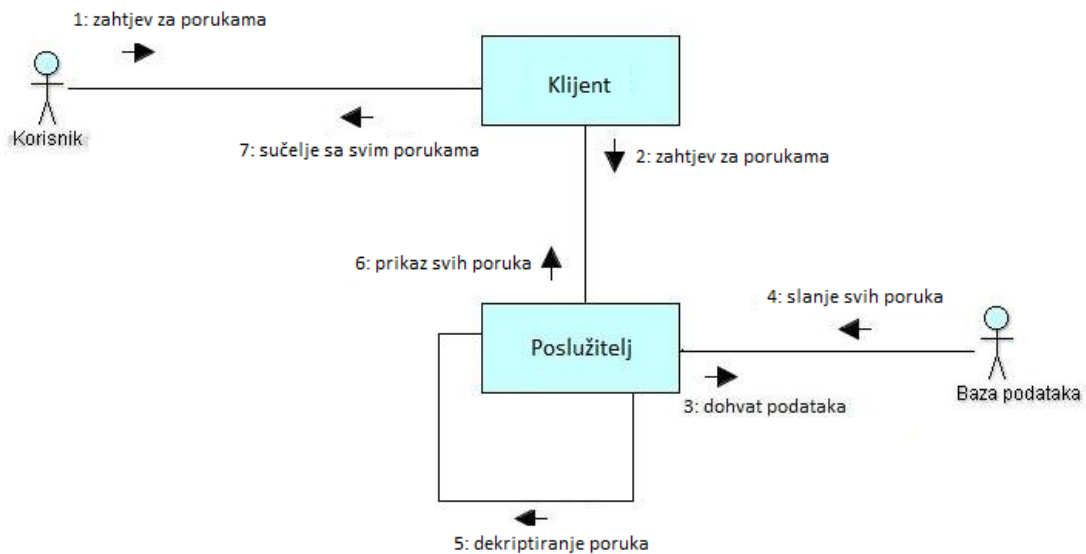 1: zahtjev za porukama
Klijent
Korisnik
7: sučelje sa svim porukama
2: zahtjev za porukama
6: prikaz svih poruka
4: slanje svih poruka
Poslužitelj
Baza podataka
3: dohvat podataka
5: dekriptiranje poruka